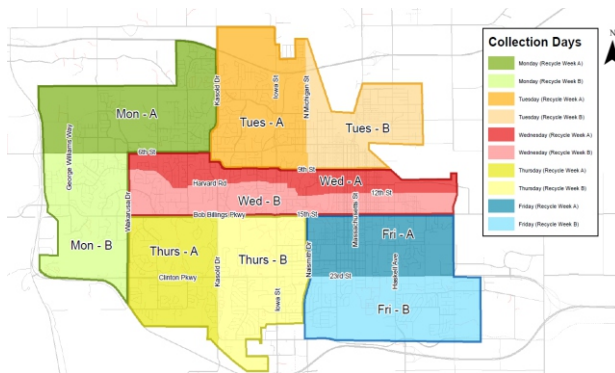 N
Collection Days
Monday (Recycle Week A)
Monday (Recycle Week B)
Tuesday (Recycle Week A)
Tuesday (Recycle Week B)
Wednesday (Recycle Week A)
Wednesday (Recycle Week B)
Thursday (Recycle Week A)
Thursday (Recycle Week B)
Friday (Recycle Week A)
Friday (Recycle Week B)
Kasold Dr
Iowa St
N Michigan St
Mon - A
Tues - A
Tues - B
George Williams Way
6th St
9th St
Harvard Rd
Wed - A
12th St
Wakarusa Dr
Wed - B
Massachusetts St
Bob Billings Pkwy
15th St
Mon - B
Thurs - A
Thurs - B
Naismith Dr
Fri - A
Haskell Ave
Clinton Pkwy
Kasold Dr
Iowa St
23rd St
Fri - B